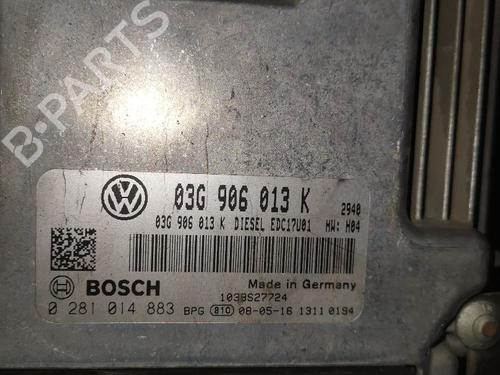 B-PARTS
03G 906 013 K 2940
03G 906 013 K DIESEL EDC17U01 HW: H04
BOSCH Made in Germany
1039S27724
0 281 014 883 BPG 810 08-05-16 1311 0194